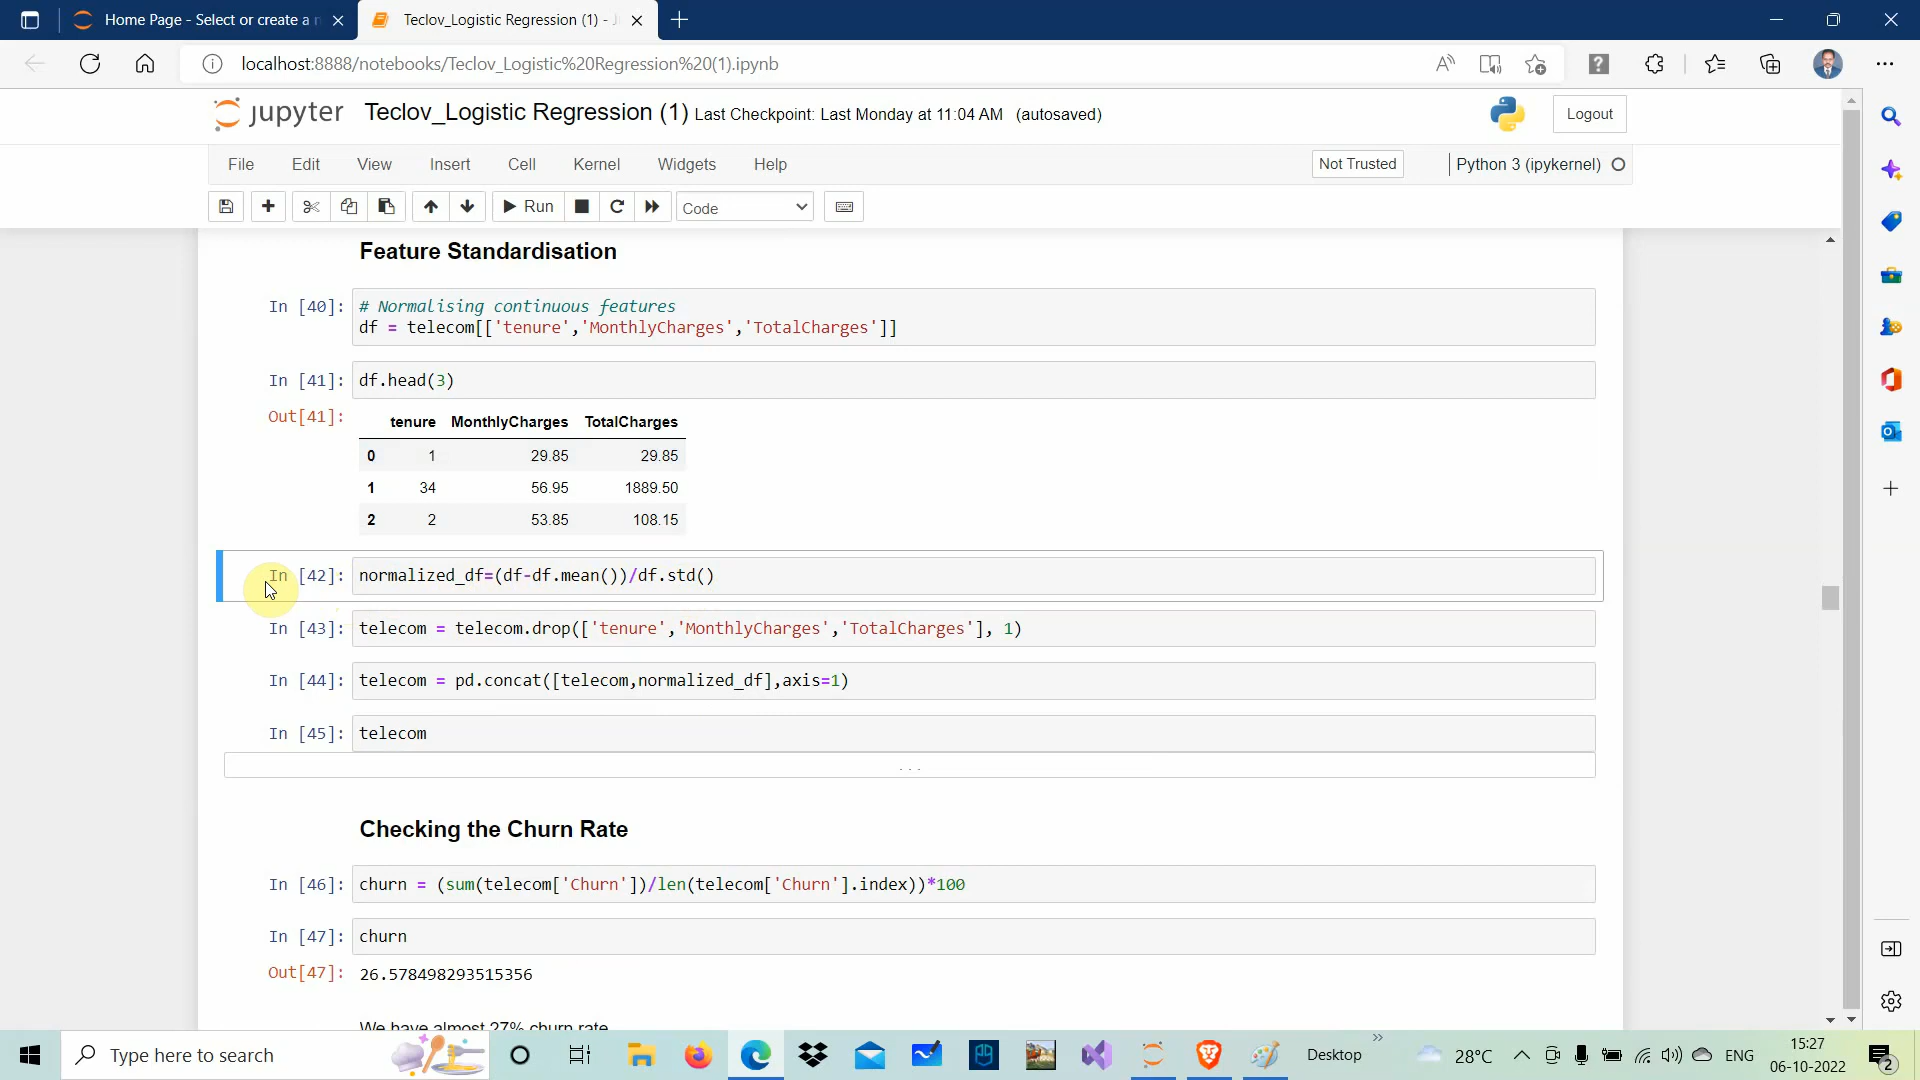 Home Page - Select or create a n
Teclov_Logistic Regression (1) - J
localhost:8888/notebooks/Teclov_Logistic%20Regression%20(1).ipynb
jupyter Teclov_Logistic Regression (1) Last Checkpoint: Last Monday at 11:04 AM (autosaved)
Logout
File Edit View Insert Cell Kernel Widgets Help
Not Trusted
Python 3 (ipykernel)
Run
Code
Feature Standardisation
In [40]: # Normalising continuous features
df = telecom[['tenure','MonthlyCharges','TotalCharges']]
In [41]: df.head(3)
Out[41]:
tenure MonthlyCharges TotalCharges
0 1 29.85 29.85
1 34 56.95 1889.50
2 2 53.85 108.15
In [42]: normalized_df=(df-df.mean())/df.std()
In [43]: telecom = telecom.drop(['tenure','MonthlyCharges','TotalCharges'], 1)
In [44]: telecom = pd.concat([telecom,normalized_df],axis=1)
In [45]: telecom
...
Checking the Churn Rate
In [46]: churn = (sum(telecom['Churn'])/len(telecom['Churn'].index))*100
In [47]: churn
Out[47]: 26.578498293515356
We have almost 27% churn rate
Type here to search
Desktop
28°C
ENG
15:27
06-10-2022
2